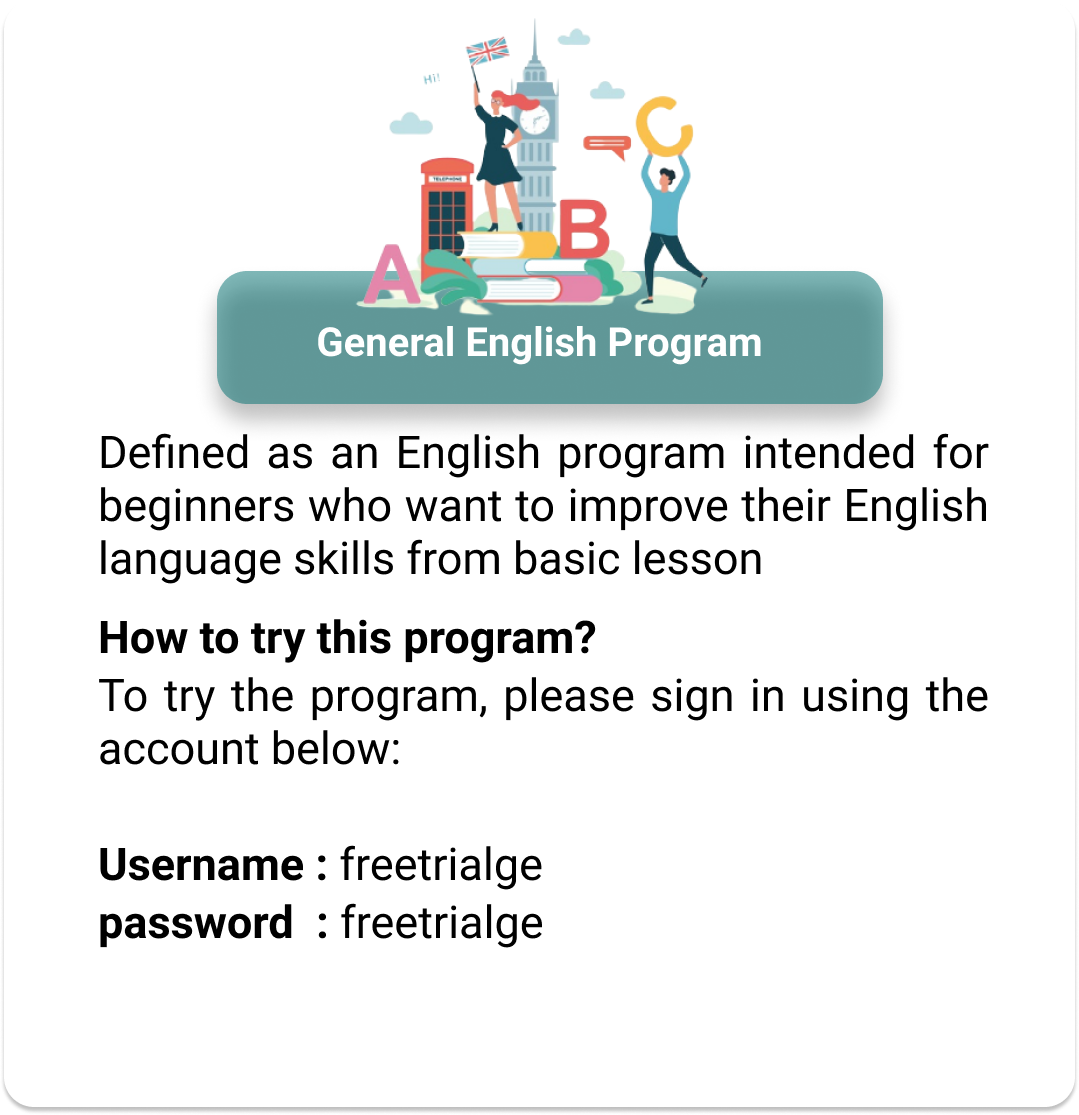 Hi!
C
TELEPHONE
B
A
General English Program
Defined as an English program intended for
beginners who want to improve their English
language skills from basic lesson
How to try this program?
To try the program, please sign in using the
account below:
Username : freetrialge
password : freetrialge